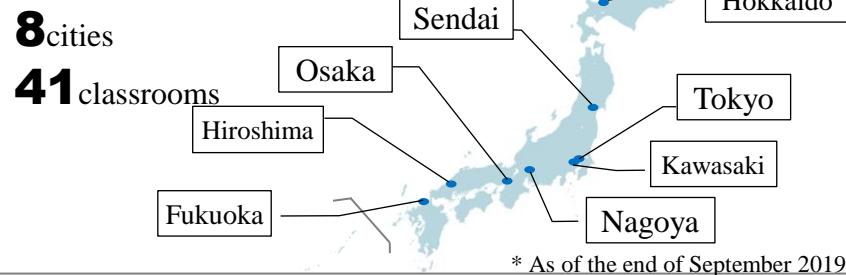 Hokkaido
8cities
Sendai
41classrooms
Osaka
Tokyo
Hiroshima
Kawasaki
Fukuoka
Nagoya
* As of the end of September 2019